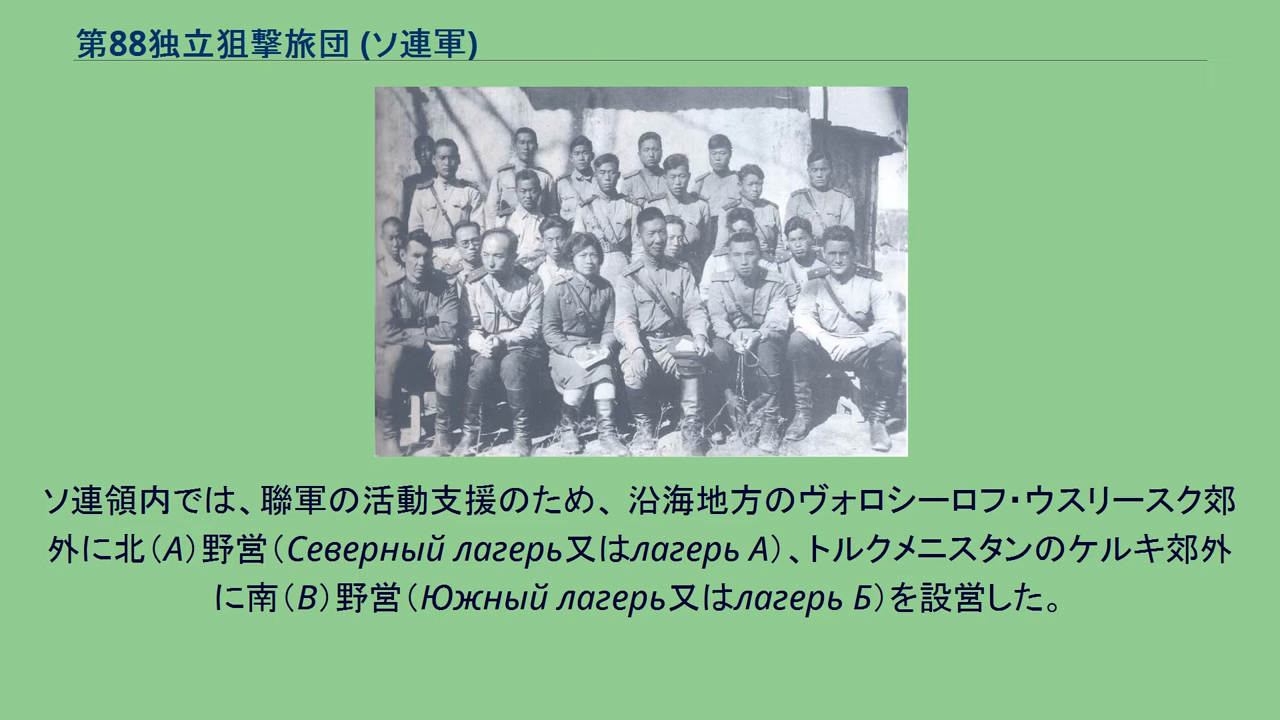 第88独立狙撃旅団 (ソ連軍)
ソ連領内では、聯軍の活動支援のため、沿海地方のヴォロシーロフ・ウスリースク郊
外に北（A）野営（Северный лагерь又はлагерь А）、トルクメニスタンのケルキ郊外
に南（B）野営（Южный лагерь又はлагерь Б）を設営した。